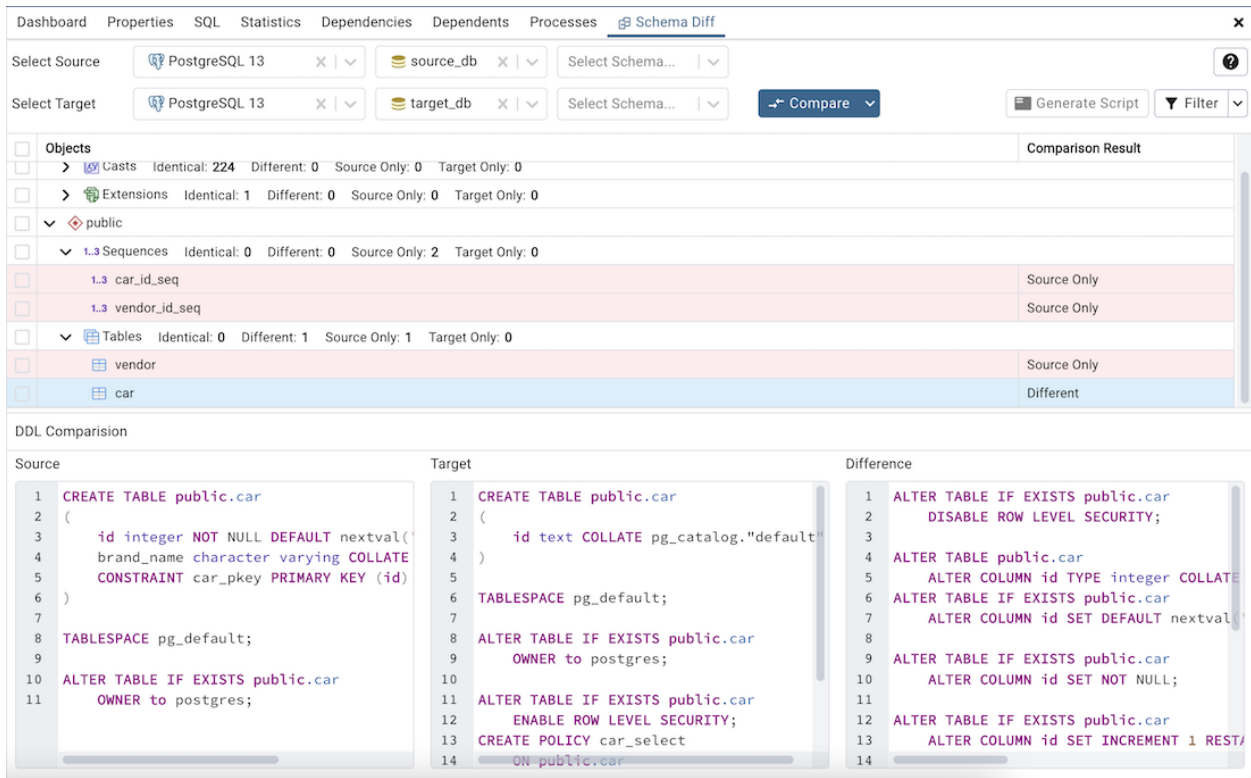 Dashboard Properties SQL Statistics Dependencies Dependents Processes Schema Diff
Select Source PostgreSQL 13 source_db Select Schema...
Select Target PostgreSQL 13 target_db Select Schema... Compare Generate Script Filter
Objects Comparison Result
Casts Identical: 224 Different: 0 Source Only: 0 Target Only: 0
Extensions Identical: 1 Different: 0 Source Only: 0 Target Only: 0
public
1..3 Sequences Identical: 0 Different: 0 Source Only: 2 Target Only: 0
1..3 car_id_seq Source Only
1..3 vendor_id_seq Source Only
Tables Identical: 0 Different: 1 Source Only: 1 Target Only: 0
vendor Source Only
car Different
DDL Comparision
Source
1 CREATE TABLE public.car
2 (
3 id integer NOT NULL DEFAULT nextval('
4 brand_name character varying COLLATE
5 CONSTRAINT car_pkey PRIMARY KEY (id)
6 )
7
8 TABLESPACE pg_default;
9
10 ALTER TABLE IF EXISTS public.car
11 OWNER to postgres;
Target
1 CREATE TABLE public.car
2 (
3 id text COLLATE pg_catalog."default"
4 )
5
6 TABLESPACE pg_default;
7
8 ALTER TABLE IF EXISTS public.car
9 OWNER to postgres;
10
11 ALTER TABLE IF EXISTS public.car
12 ENABLE ROW LEVEL SECURITY;
13 CREATE POLICY car_select
14 ON public.car
Difference
1 ALTER TABLE IF EXISTS public.car
2 DISABLE ROW LEVEL SECURITY;
3
4 ALTER TABLE public.car
5 ALTER COLUMN id TYPE integer COLLATE
6 ALTER TABLE IF EXISTS public.car
7 ALTER COLUMN id SET DEFAULT nextval('
8
9 ALTER TABLE IF EXISTS public.car
10 ALTER COLUMN id SET NOT NULL;
11
12 ALTER TABLE IF EXISTS public.car
13 ALTER COLUMN id SET INCREMENT 1 RESTA
14